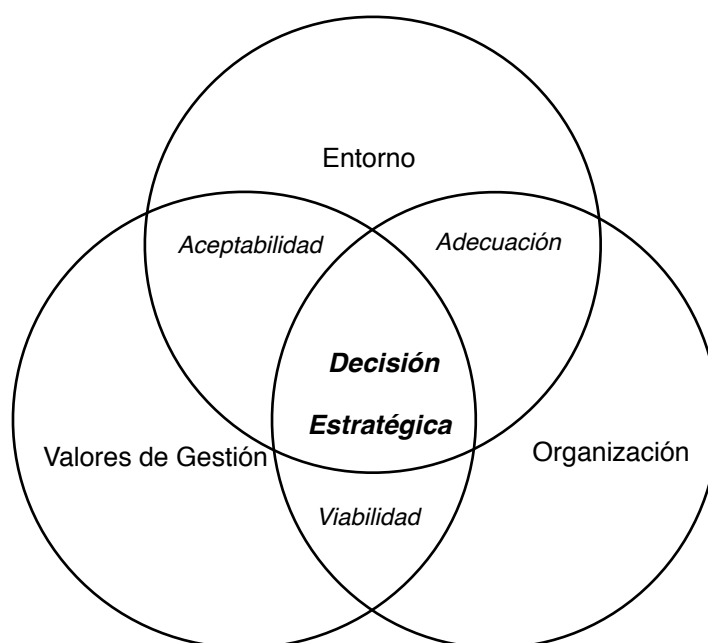 Entorno
Aceptabilidad
Adecuación
Decisión
Estratégica
Valores de Gestión
Organización
Viabilidad